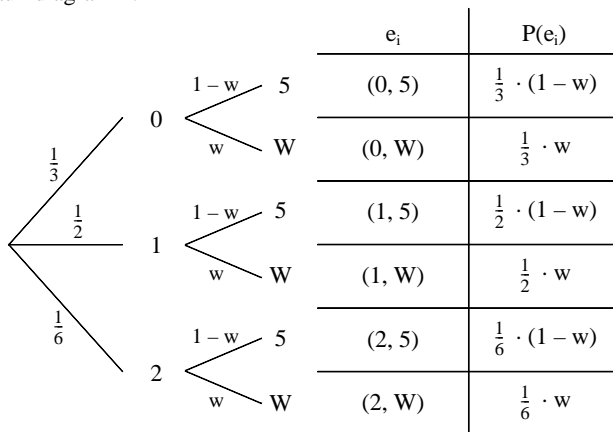 e_i P(e_i)
1 – w 5 (0, 5) 1/3 · (1 – w)
0
w W (0, W) 1/3 · w
1/3
1 – w 5 (1, 5) 1/2 · (1 – w)
1/2 1
w W (1, W) 1/2 · w
1/6
1 – w 5 (2, 5) 1/6 · (1 – w)
2
w W (2, W) 1/6 · w